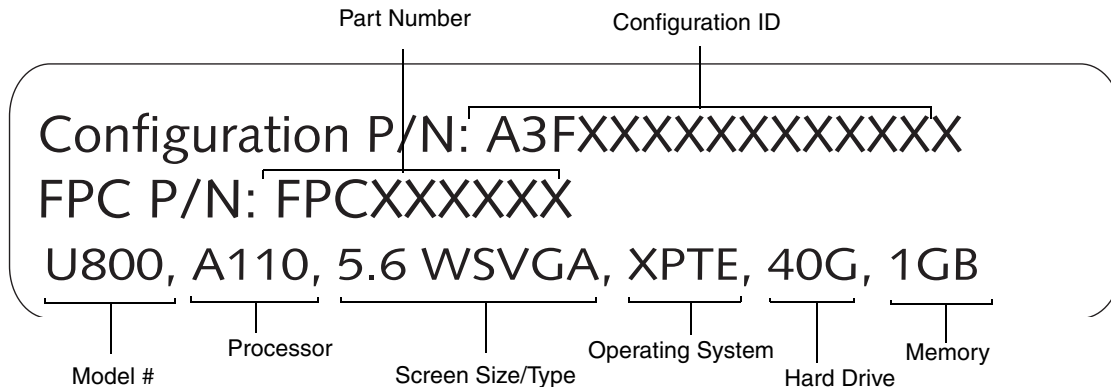 Part Number
Configuration ID
Configuration P/N: A3FXXXXXXXXXXXX
FPC P/N: FPCXXXXXX
U800, A110, 5.6 WSVGA, XPTE, 40G, 1GB
Processor
Operating System
Memory
Model #
Screen Size/Type
Hard Drive